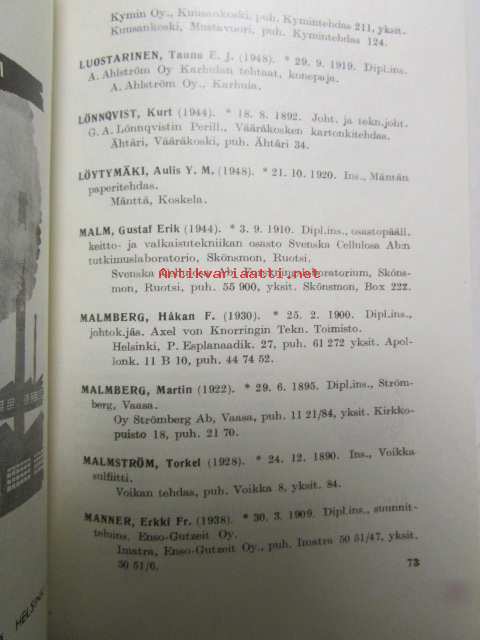 Kymin Oy., Kuusankoski, puh. Kymintehdas 211, yksit.
Kuusankoski, Mustavuori, puh. Kymintehdas 124.
LUOSTARINEN, Tauno E. J. (1948). * 29. 9. 1919. Dipl.ins.
A. Ahlström Oy Karhulan tehtaat, konepaja.
A. Ahlström Oy., Karhula.
LÖNNQVIST, Kurt (1944). * 18. 8. 1892. Joht. ja tekn.joht.
G. A. Lönnqvistin Perill., Vääräkosken kartonkitehdas.
Ähtäri, Vääräkoski, puh. Ähtäri 34.
LÖYTYMÄKI, Aulis Y. M. (1948). * 21. 10. 1920. Ins., Mäntän
paperitehdas.
Mänttä, Koskela.
MALM, Gustaf Erik (1944). * 3. 9. 1910. Dipl.ins., osastopääll.
keitto- ja valkaisutekniikan osasto Svenska Cellulosa Ab:n
tutkimuslaboratorio, Skönsmon, Ruotsi.
Svenska
Antikvariaatti.net
mon, Ruotsi, puh. 55 900, yksit. Skönsmon, Box 222.
MALMBERG, Håkan F. (1930). * 25. 2. 1900. Dipl.ins.,
johtok.jäs. Axel von Knorringin Tekn. Toimisto.
Helsinki, P. Esplanaadik. 27, puh. 61 272 yksit. Apol-
lonk. 11 B 10, puh. 44 74 52.
MALMBERG, Martin (1922). * 29. 6. 1895. Dipl.ins., Ström-
berg, Vaasa.
Oy Strömberg Ab, Vaasa, puh. 11 21/84, yksit. Kirkko-
puisto 18, puh. 21 70.
MALMSTRÖM, Torkel (1928). * 24. 12. 1890. Ins., Voikka
sulfiitti.
Voikan tehdas, puh. Voikka 8, yksit. 84.
MANNER, Erkki Fr. (1938). * 30. 3. 1909. Dipl.ins., suunnit-
teluins. Enso-Gutzeit Oy.
Imatra, Enso-Gutzeit Oy., puh. Imatra 50 51/47, yksit.
50 51/6.
73
HELSINKI